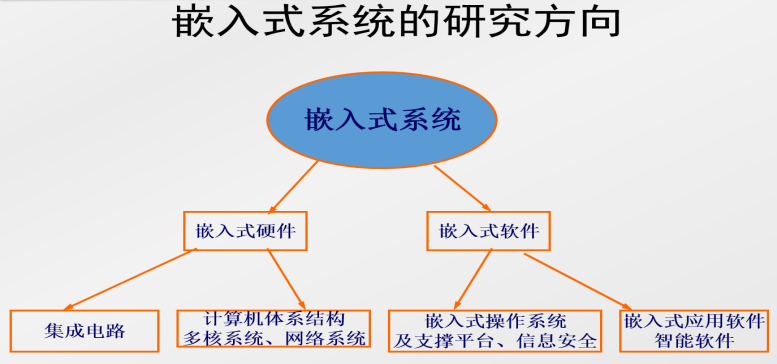 嵌入式系统的研究方向
嵌入式系统
嵌入式硬件
嵌入式软件
集成电路
计算机体系结构
多核系统、网络系统
嵌入式操作系统
及支撑平台、信息安全
嵌入式应用软件
智能软件